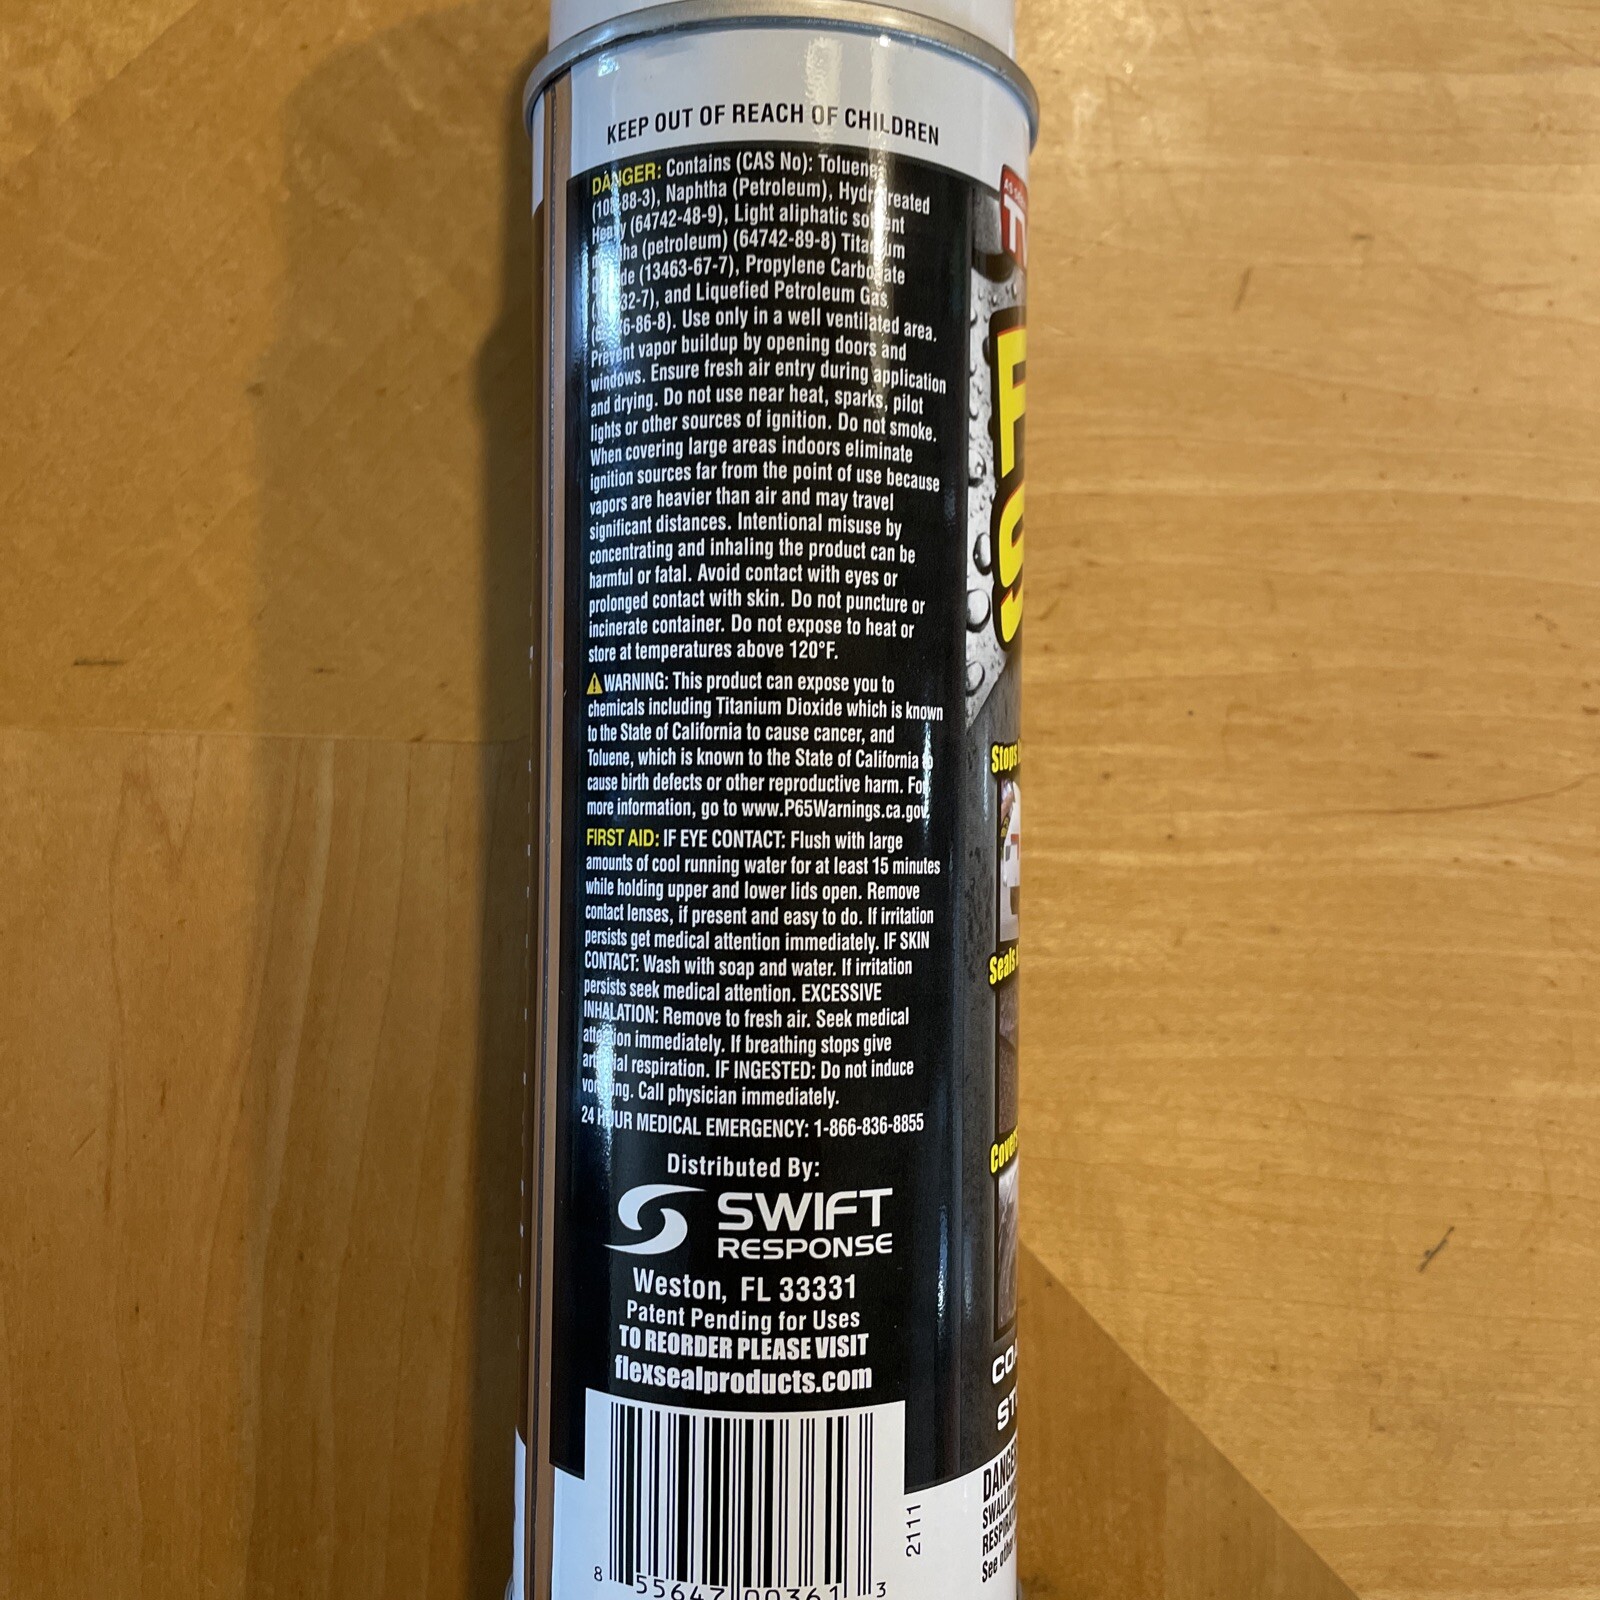 KEEP OUT OF REACH OF CHILDREN
DANGER: Contains (CAS No): Toluene
Naphtha (Petroleum),
(64742-48-9), Light aliphatic
(petroleum) (64742-89-8)
(13463-67-7), Propylene
and Liquefied Petroleum Gas
Use only in a well ventilated area.
Prevent vapor buildup by opening doors and
windows. Ensure fresh air entry during application
and drying. Do not use near heat, sparks, pilot
lights or other sources of ignition. Do not smoke.
When covering large areas indoors eliminate
ignition sources far from the point of use because
vapors are heavier than air and may travel
significant distances. Intentional misuse by
concentrating and inhaling the product can be
harmful or fatal. Avoid contact with eyes or
prolonged contact with skin. Do not puncture or
incinerate container. Do not expose to heat or
store at temperatures above 120°F.
WARNING: This product can expose you to
chemicals including Titanium Dioxide which is known
to the State of California to cause cancer, and
Toluene, which is known to the State of California to
cause birth defects or other reproductive harm. For
more information, go to www.P65Warnings.ca.gov.
FIRST AID: IF EYE CONTACT: Flush with large
amounts of cool running water for at least 15 minutes
while holding upper and lower lids open. Remove
contact lenses, if present and easy to do. If irritation
persists get medical attention immediately. IF SKIN
CONTACT: Wash with soap and water. If irritation
persists seek medical attention. EXCESSIVE
INHALATION: Remove to fresh air. Seek medical
attention immediately. If breathing stops give
respiration. IF INGESTED: Do not induce
Call physician immediately.
24 HOUR MEDICAL EMERGENCY: 1-866-836-8855
Distributed By:
SWIFT
RESPONSE
Weston, FL 33331
Patent Pending for Uses
TO REORDER PLEASE VISIT
flexsealproducts.com
8 55647 00361 3
2111
Stops
Seals
DANGER
See other